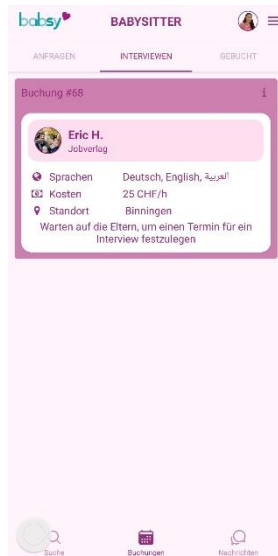 babsy BABYSITTER
ANFRAGEN INTERVIEWEN GEBUCHT
Buchung #68 i
Eric H.
Jobverlag
Sprachen Deutsch, English, العربية
Kosten 25 CHF/h
Standort Binningen
Warten auf die Eltern, um einen Termin für ein
Interview festzulegen
Suche Buchungen Nachrichten